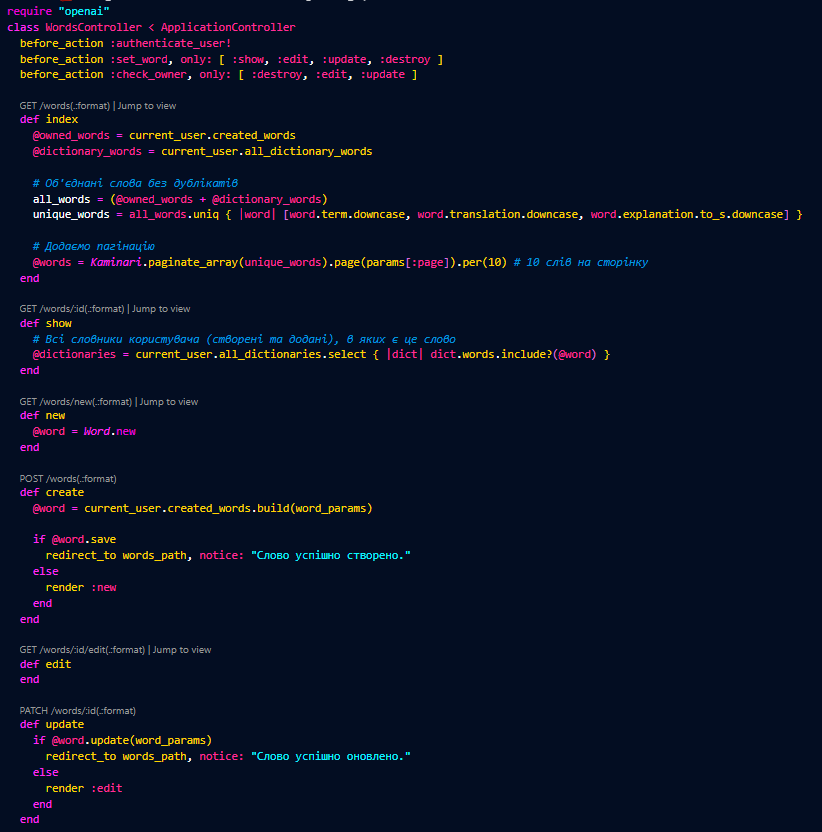 require "openai"
class WordsController < ApplicationController
  before_action :authenticate_user!
  before_action :set_word, only: [ :show, :edit, :update, :destroy ]
  before_action :check_owner, only: [ :destroy, :edit, :update ]

  GET /words(.:format) | Jump to view
  def index
    @owned_words = current_user.created_words
    @dictionary_words = current_user.all_dictionary_words

    # Об'єднані слова без дублікатів
    all_words = (@owned_words + @dictionary_words)
    unique_words = all_words.uniq { |word| [word.term.downcase, word.translation.downcase, word.explanation.to_s.downcase] }

    # Додаємо пагінацію
    @words = Kaminari.paginate_array(unique_words).page(params[:page]).per(10) # 10 слів на сторінку
  end

  GET /words/:id(.:format) | Jump to view
  def show
    # Всі словники користувача (створені та додані), в яких є це слово
    @dictionaries = current_user.all_dictionaries.select { |dict| dict.words.include?(@word) }
  end

  GET /words/new(.:format) | Jump to view
  def new
    @word = Word.new
  end

  POST /words(.:format)
  def create
    @word = current_user.created_words.build(word_params)

    if @word.save
      redirect_to words_path, notice: "Слово успішно створено."
    else
      render :new
    end
  end

  GET /words/:id/edit(.:format) | Jump to view
  def edit
  end

  PATCH /words/:id(.:format)
  def update
    if @word.update(word_params)
      redirect_to words_path, notice: "Слово успішно оновлено."
    else
      render :edit
    end
  end